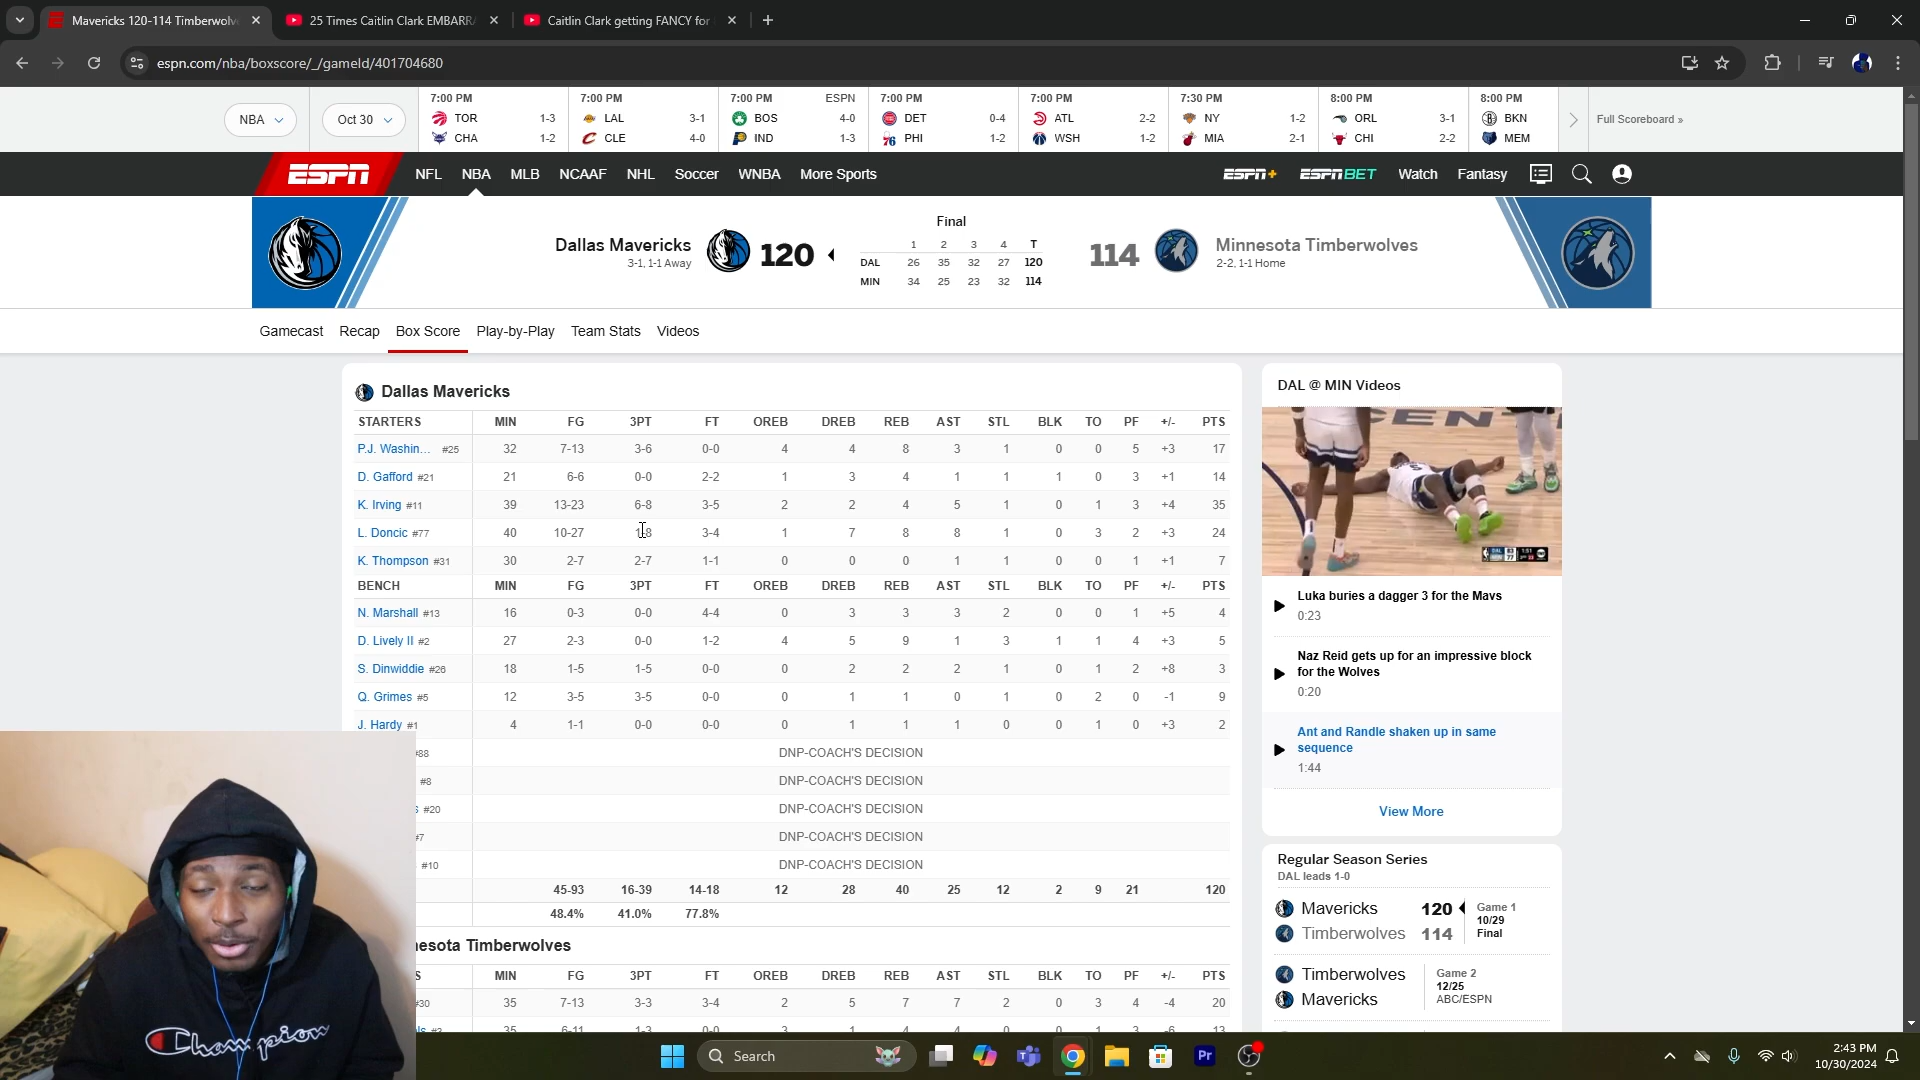 Mavericks 120-114 Timberwolv
25 Times Caitlin Clark EMBARR
Caitlin Clark getting FANCY for
espn.com/nba/boxscore/_/gameId/401704680
NBA
Oct 30
7:00 PM
TOR 1-3
CHA 1-2
7:00 PM
LAL 3-1
CLE 4-0
7:00 PM ESPN
BOS 4-0
IND 1-3
7:00 PM
DET 0-4
PHI 1-2
7:00 PM
ATL 2-2
WSH 1-2
7:30 PM
NY 1-2
MIA 2-1
8:00 PM
ORL 3-1
CHI 2-2
8:00 PM
BKN
MEM
Full Scoreboard »
ESPN NFL NBA MLB NCAAF NHL Soccer WNBA More Sports ESPN+ ESPN BET Watch Fantasy
Final
Dallas Mavericks
3-1, 1-1 Away
120
1 2 3 4 T
DAL 26 35 32 27 120
MIN 34 25 23 32 114
114
Minnesota Timberwolves
2-2, 1-1 Home
Gamecast Recap Box Score Play-by-Play Team Stats Videos
Dallas Mavericks
STARTERS MIN FG 3PT FT OREB DREB REB AST STL BLK TO PF +/- PTS
P.J. Washin... #25 32 7-13 3-6 0-0 4 4 8 3 1 0 0 5 +3 17
D. Gafford #21 21 6-6 0-0 2-2 1 3 4 1 1 1 0 3 +1 14
K. Irving #11 39 13-23 6-8 3-5 2 2 4 5 1 0 1 3 +4 35
L. Doncic #77 40 10-27 1-8 3-4 1 7 8 8 1 0 3 2 +3 24
K. Thompson #31 30 2-7 2-7 1-1 0 0 0 1 1 0 0 1 +1 7
BENCH MIN FG 3PT FT OREB DREB REB AST STL BLK TO PF +/- PTS
N. Marshall #13 16 0-3 0-0 4-4 0 3 3 3 2 0 0 1 +5 4
D. Lively II #2 27 2-3 0-0 1-2 4 5 9 1 3 1 1 4 +3 5
S. Dinwiddie #26 18 1-5 1-5 0-0 0 2 2 2 1 0 1 2 +8 3
Q. Grimes #5 12 3-5 3-5 0-0 0 1 1 0 1 0 2 0 -1 9
J. Hardy #1 4 1-1 0-0 0-0 0 1 1 1 0 0 1 0 +3 2
#88 DNP-COACH'S DECISION
#8 DNP-COACH'S DECISION
#20 DNP-COACH'S DECISION
#7 DNP-COACH'S DECISION
#10 DNP-COACH'S DECISION
45-93 16-39 14-18 12 28 40 25 12 2 9 21 120
48.4% 41.0% 77.8%
nesota Timberwolves
S MIN FG 3PT FT OREB DREB REB AST STL BLK TO PF +/- PTS
#30 35 7-13 3-3 3-4 2 5 7 7 2 0 3 4 -4 20
35 6-11 1-3 0-0 3 1 4 4 0 0 1 3 -6 13
DAL @ MIN Videos
Luka buries a dagger 3 for the Mavs
0:23
Naz Reid gets up for an impressive block
for the Wolves
0:20
Ant and Randle shaken up in same
sequence
1:44
View More
Regular Season Series
DAL leads 1-0
Mavericks 120
Timberwolves 114
Game 1
10/29
Final
Timberwolves
Mavericks
Game 2
12/25
ABC/ESPN
Champion
Search
Pr
2:43 PM
10/30/2024